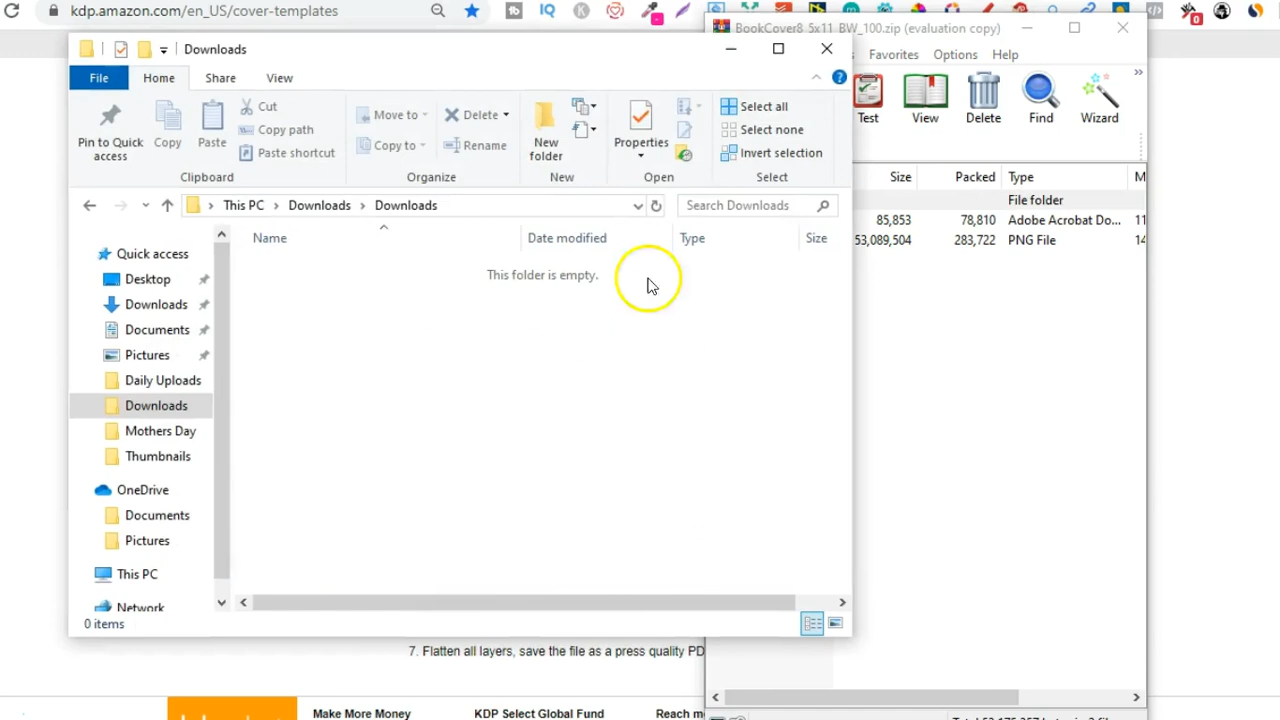 kdp.amazon.com/en_US/cover-templates
BookCover8_5x11_BW_100.zip (evaluation copy)
Downloads
File
Home
Share
View
Favorites
Options
Help
Pin to Quick access
Copy
Paste
Cut
Copy path
Paste shortcut
Clipboard
Move to
Copy to
Delete
Rename
Organize
New folder
New
Properties
Open
Select all
Select none
Invert selection
Select
Test
View
Delete
Find
Wizard
This PC > Downloads > Downloads
Search Downloads
Name
Date modified
Type
Size
This folder is empty.
Quick access
Desktop
Downloads
Documents
Pictures
Daily Uploads
Downloads
Mothers Day
Thumbnails
OneDrive
Documents
Pictures
This PC
Network
0 items
Size Packed Type M
File folder
85,853 78,810 Adobe Acrobat Do... 11
53,089,504 283,722 PNG File 14
7. Flatten all layers, save the file as a press quality PD
Make More Money
KDP Select Global Fund
Reach m